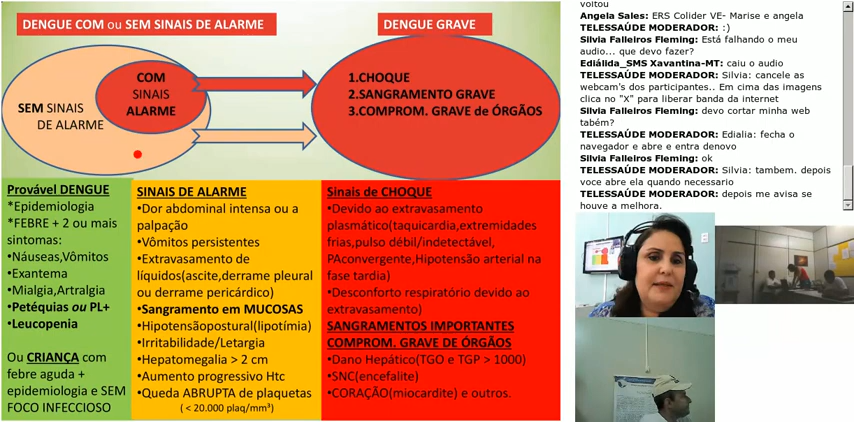 DENGUE COM ou SEM SINAIS DE ALARME
DENGUE GRAVE
COM
SINAIS
ALARME
SEM SINAIS
DE ALARME
1.CHOQUE
2.SANGRAMENTO GRAVE
3.COMPROM. GRAVE de ÓRGÃOS
Provável DENGUE
*Epidemiologia
*FEBRE + 2 ou mais
sintomas:
•Náuseas,Vômitos
•Exantema
•Mialgia,Artralgia
•Petéquias ou PL+
•Leucopenia
Ou CRIANÇA com
febre aguda +
epidemiologia e SEM
FOCO INFECCIOSO
SINAIS DE ALARME
•Dor abdominal intensa ou a
palpação
•Vômitos persistentes
•Extravasamento de
líquidos(ascite,derrame pleural
ou derrame pericárdico)
•Sangramento em MUCOSAS
•Hipotensãopostural(lipotímia)
•Irritabilidade/Letargia
•Hepatomegalia > 2 cm
•Aumento progressivo Htc
•Queda ABRUPTA de plaquetas
( < 20.000 plaq/mm³)
Sinais de CHOQUE
•Devido ao extravasamento
plasmático(taquicardia,extremidades
frias,pulso débil/indetectável,
PAconvergente,Hipotensão arterial na
fase tardia)
•Desconforto respiratório devido ao
extravasamento)
SANGRAMENTOS IMPORTANTES
COMPROM. GRAVE DE ÓRGÃOS
•Dano Hepático(TGO e TGP > 1000)
•SNC(encefalite)
•CORAÇÃO(miocardite) e outros.
voltou
Angela Sales: ERS Colider VE- Marise e angela
TELESSAÚDE MODERADOR: :)
Silvia Falleiros Fleming: Está falhando o meu
audio... que devo fazer?
Ediálida_SMS Xavantina-MT: caiu o audio
TELESSAÚDE MODERADOR: Silvia: cancele as
webcam's dos participantes.. Em cima das imagens
clica no "X" para liberar banda da internet
Silvia Falleiros Fleming: devo cortar minha web
tabém?
TELESSAÚDE MODERADOR: Edialia: fecha o
navegador e abre e entra denovo
Silvia Falleiros Fleming: ok
TELESSAÚDE MODERADOR: Silvia: tambem. depois
voce abre ela quando necessario
TELESSAÚDE MODERADOR: depois me avisa se
houve a melhora.